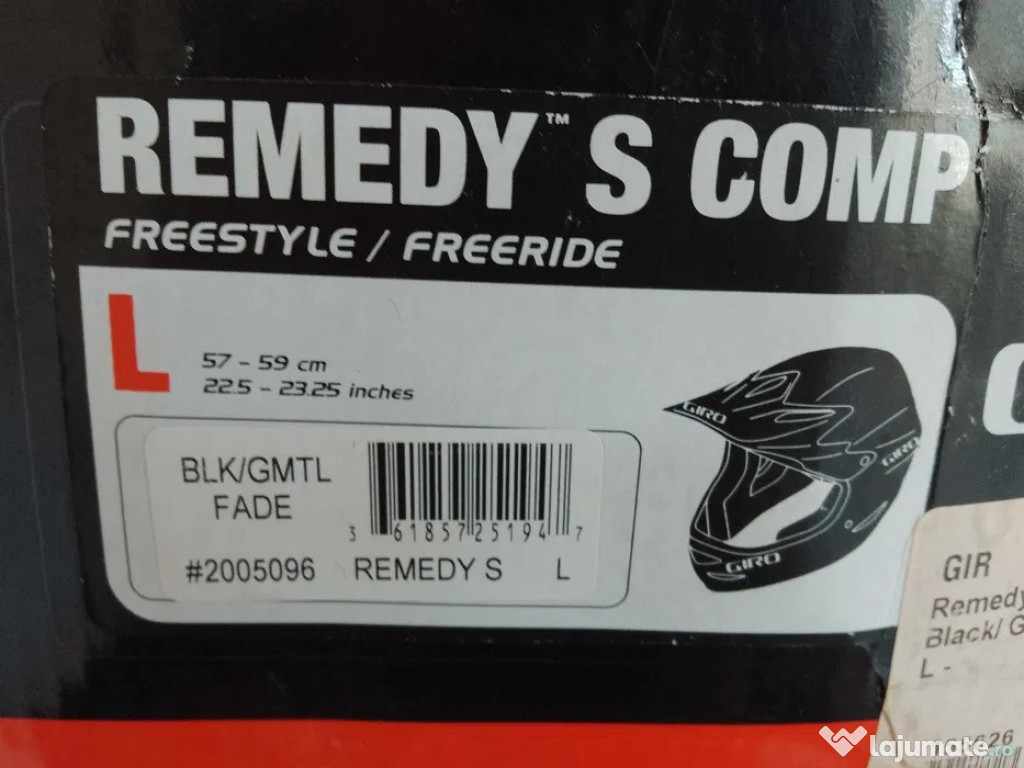 REMEDY™ S COMP
FREESTYLE / FREERIDE
L
57 - 59 cm
22.5 - 23.25 inches
BLK/GMTL
FADE
3 61857 25194 7
#2005096 REMEDY S L
GIRO
GIRO
GIRO
GIR
Remedy
Black/ G
L -
626
lajumate.ro